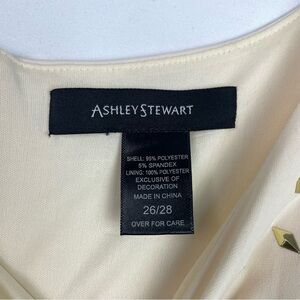 ASHLEY STEWART
SHELL: 95% POLYESTER
5% SPANDEX
LINING: 100% POLYESTER
EXCLUSIVE OF
DECORATION
MADE IN CHINA
26/28
OVER FOR CARE